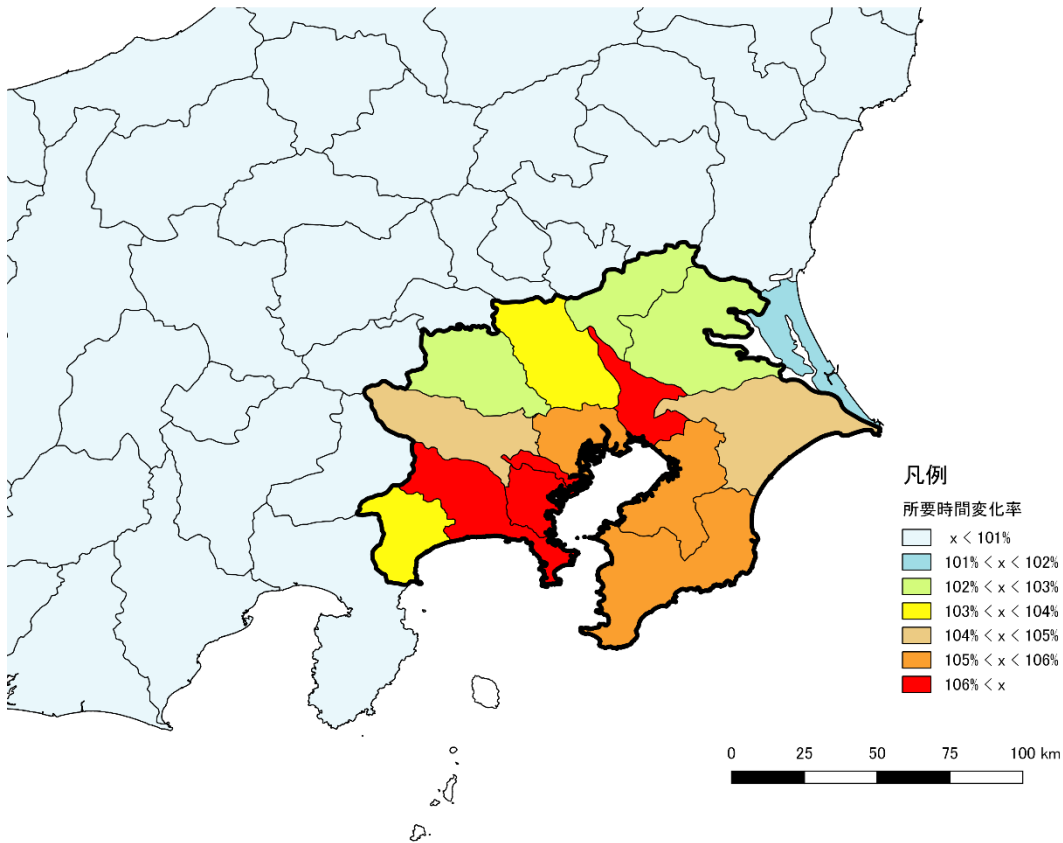 凡例
所要時間変化率
x < 101%
101% < x < 102%
102% < x < 103%
103% < x < 104%
104% < x < 105%
105% < x < 106%
106% < x
0 25 50 75 100 km